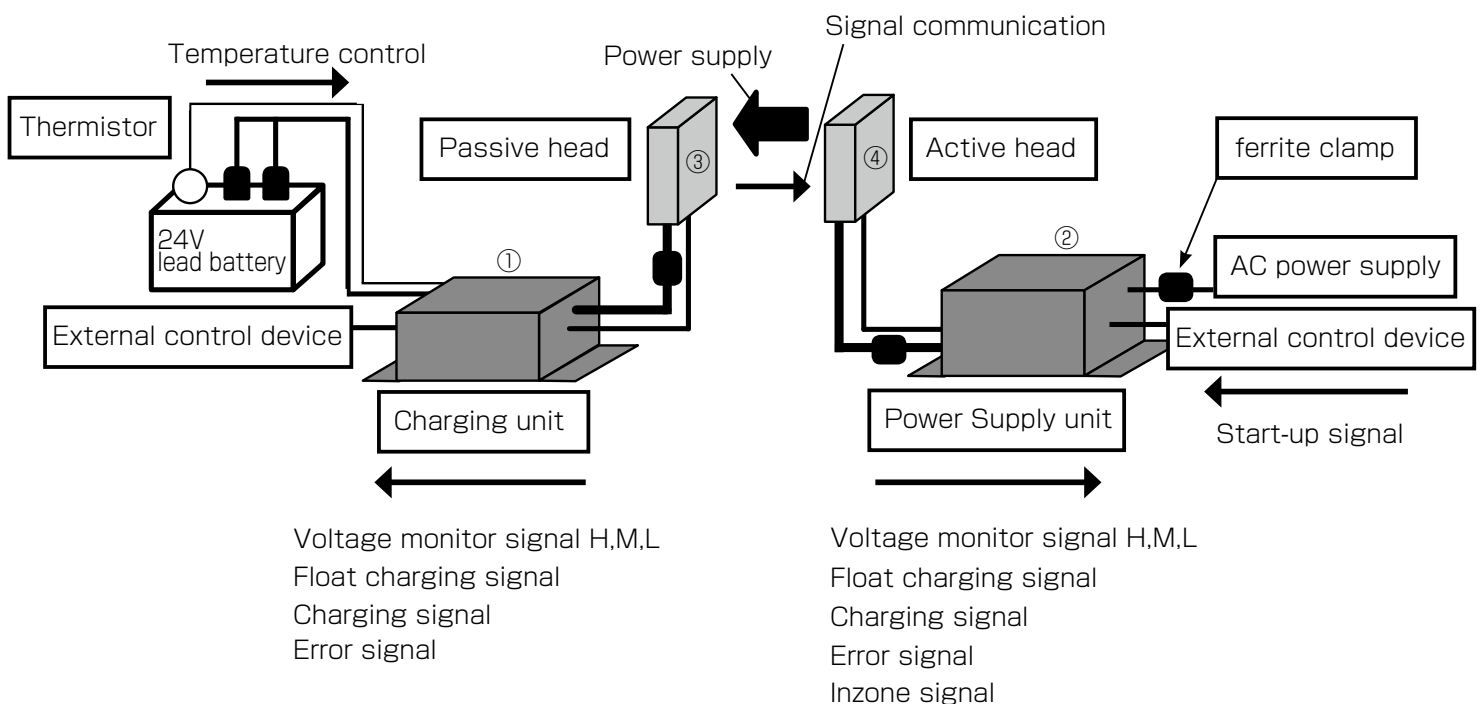 Signal communication
Temperature control
Power supply
Thermistor
Passive head
③
④
Active head
ferrite clamp
24V
lead battery
①
②
AC power supply
External control device
External control device
Charging unit
Power Supply unit
Start-up signal
Voltage monitor signal H,M,L
Float charging signal
Charging signal
Error signal
Voltage monitor signal H,M,L
Float charging signal
Charging signal
Error signal
Inzone signal